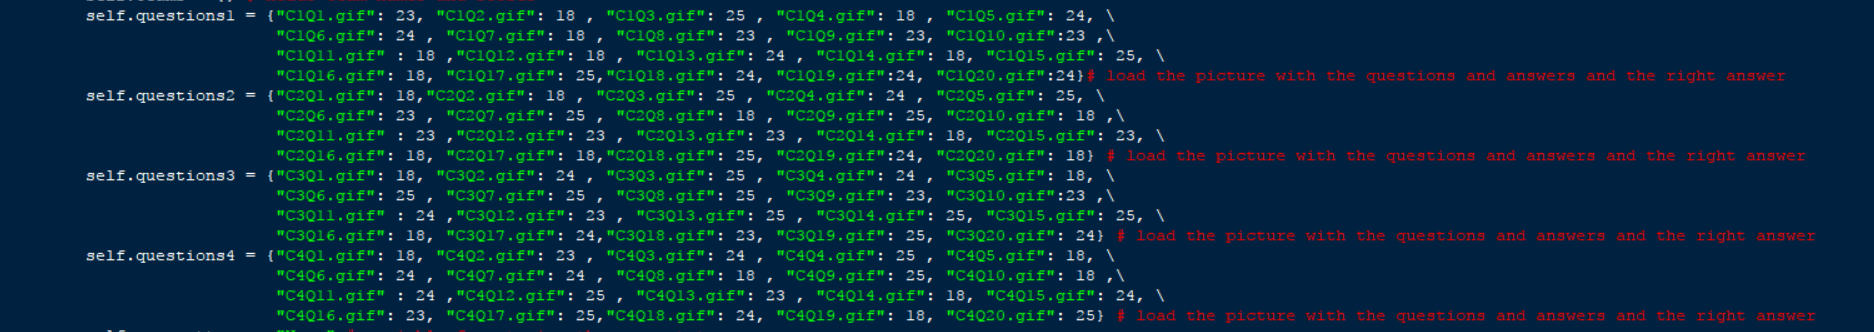 self.questions1 = {"C1Q1.gif": 23, "C1Q2.gif": 18 , "C1Q3.gif": 25 , "C1Q4.gif": 18 , "C1Q5.gif": 24, \
"C1Q6.gif": 24 , "C1Q7.gif": 18 , "C1Q8.gif": 23 , "C1Q9.gif": 23, "C1Q10.gif":23 ,\
"C1Q11.gif" : 18 ,"C1Q12.gif": 18 , "C1Q13.gif": 24 , "C1Q14.gif": 18, "C1Q15.gif": 25, \
"C1Q16.gif": 18, "C1Q17.gif": 25,"C1Q18.gif": 24, "C1Q19.gif":24, "C1Q20.gif":24}# load the picture with the questions and answers and the right answer
self.questions2 = {"C2Q1.gif": 18,"C2Q2.gif": 18 , "C2Q3.gif": 25 , "C2Q4.gif": 24 , "C2Q5.gif": 25, \
"C2Q6.gif": 23 , "C2Q7.gif": 25 , "C2Q8.gif": 18 , "C2Q9.gif": 25, "C2Q10.gif": 18 ,\
"C2Q11.gif" : 23 ,"C2Q12.gif": 23 , "C2Q13.gif": 23 , "C2Q14.gif": 18, "C2Q15.gif": 23, \
"C2Q16.gif": 18, "C2Q17.gif": 18,"C2Q18.gif": 25, "C2Q19.gif":24, "C2Q20.gif": 18} # load the picture with the questions and answers and the right answer
self.questions3 = {"C3Q1.gif": 18, "C3Q2.gif": 24 , "C3Q3.gif": 25 , "C3Q4.gif": 24 , "C3Q5.gif": 18, \
"C3Q6.gif": 25 , "C3Q7.gif": 25 , "C3Q8.gif": 25 , "C3Q9.gif": 23, "C3Q10.gif":23 ,\
"C3Q11.gif" : 24 ,"C3Q12.gif": 23 , "C3Q13.gif": 25 , "C3Q14.gif": 25, "C3Q15.gif": 25, \
"C3Q16.gif": 18, "C3Q17.gif": 24,"C3Q18.gif": 23, "C3Q19.gif": 25, "C3Q20.gif": 24} # load the picture with the questions and answers and the right answer
self.questions4 = {"C4Q1.gif": 18, "C4Q2.gif": 23 , "C4Q3.gif": 24 , "C4Q4.gif": 25 , "C4Q5.gif": 18, \
"C4Q6.gif": 24 , "C4Q7.gif": 24 , "C4Q8.gif": 18 , "C4Q9.gif": 25, "C4Q10.gif": 18 ,\
"C4Q11.gif" : 24 ,"C4Q12.gif": 25 , "C4Q13.gif": 23 , "C4Q14.gif": 18, "C4Q15.gif": 24, \
"C4Q16.gif": 23, "C4Q17.gif": 25,"C4Q18.gif": 24, "C4Q19.gif": 18, "C4Q20.gif": 25} # load the picture with the questions and answers and the right answer